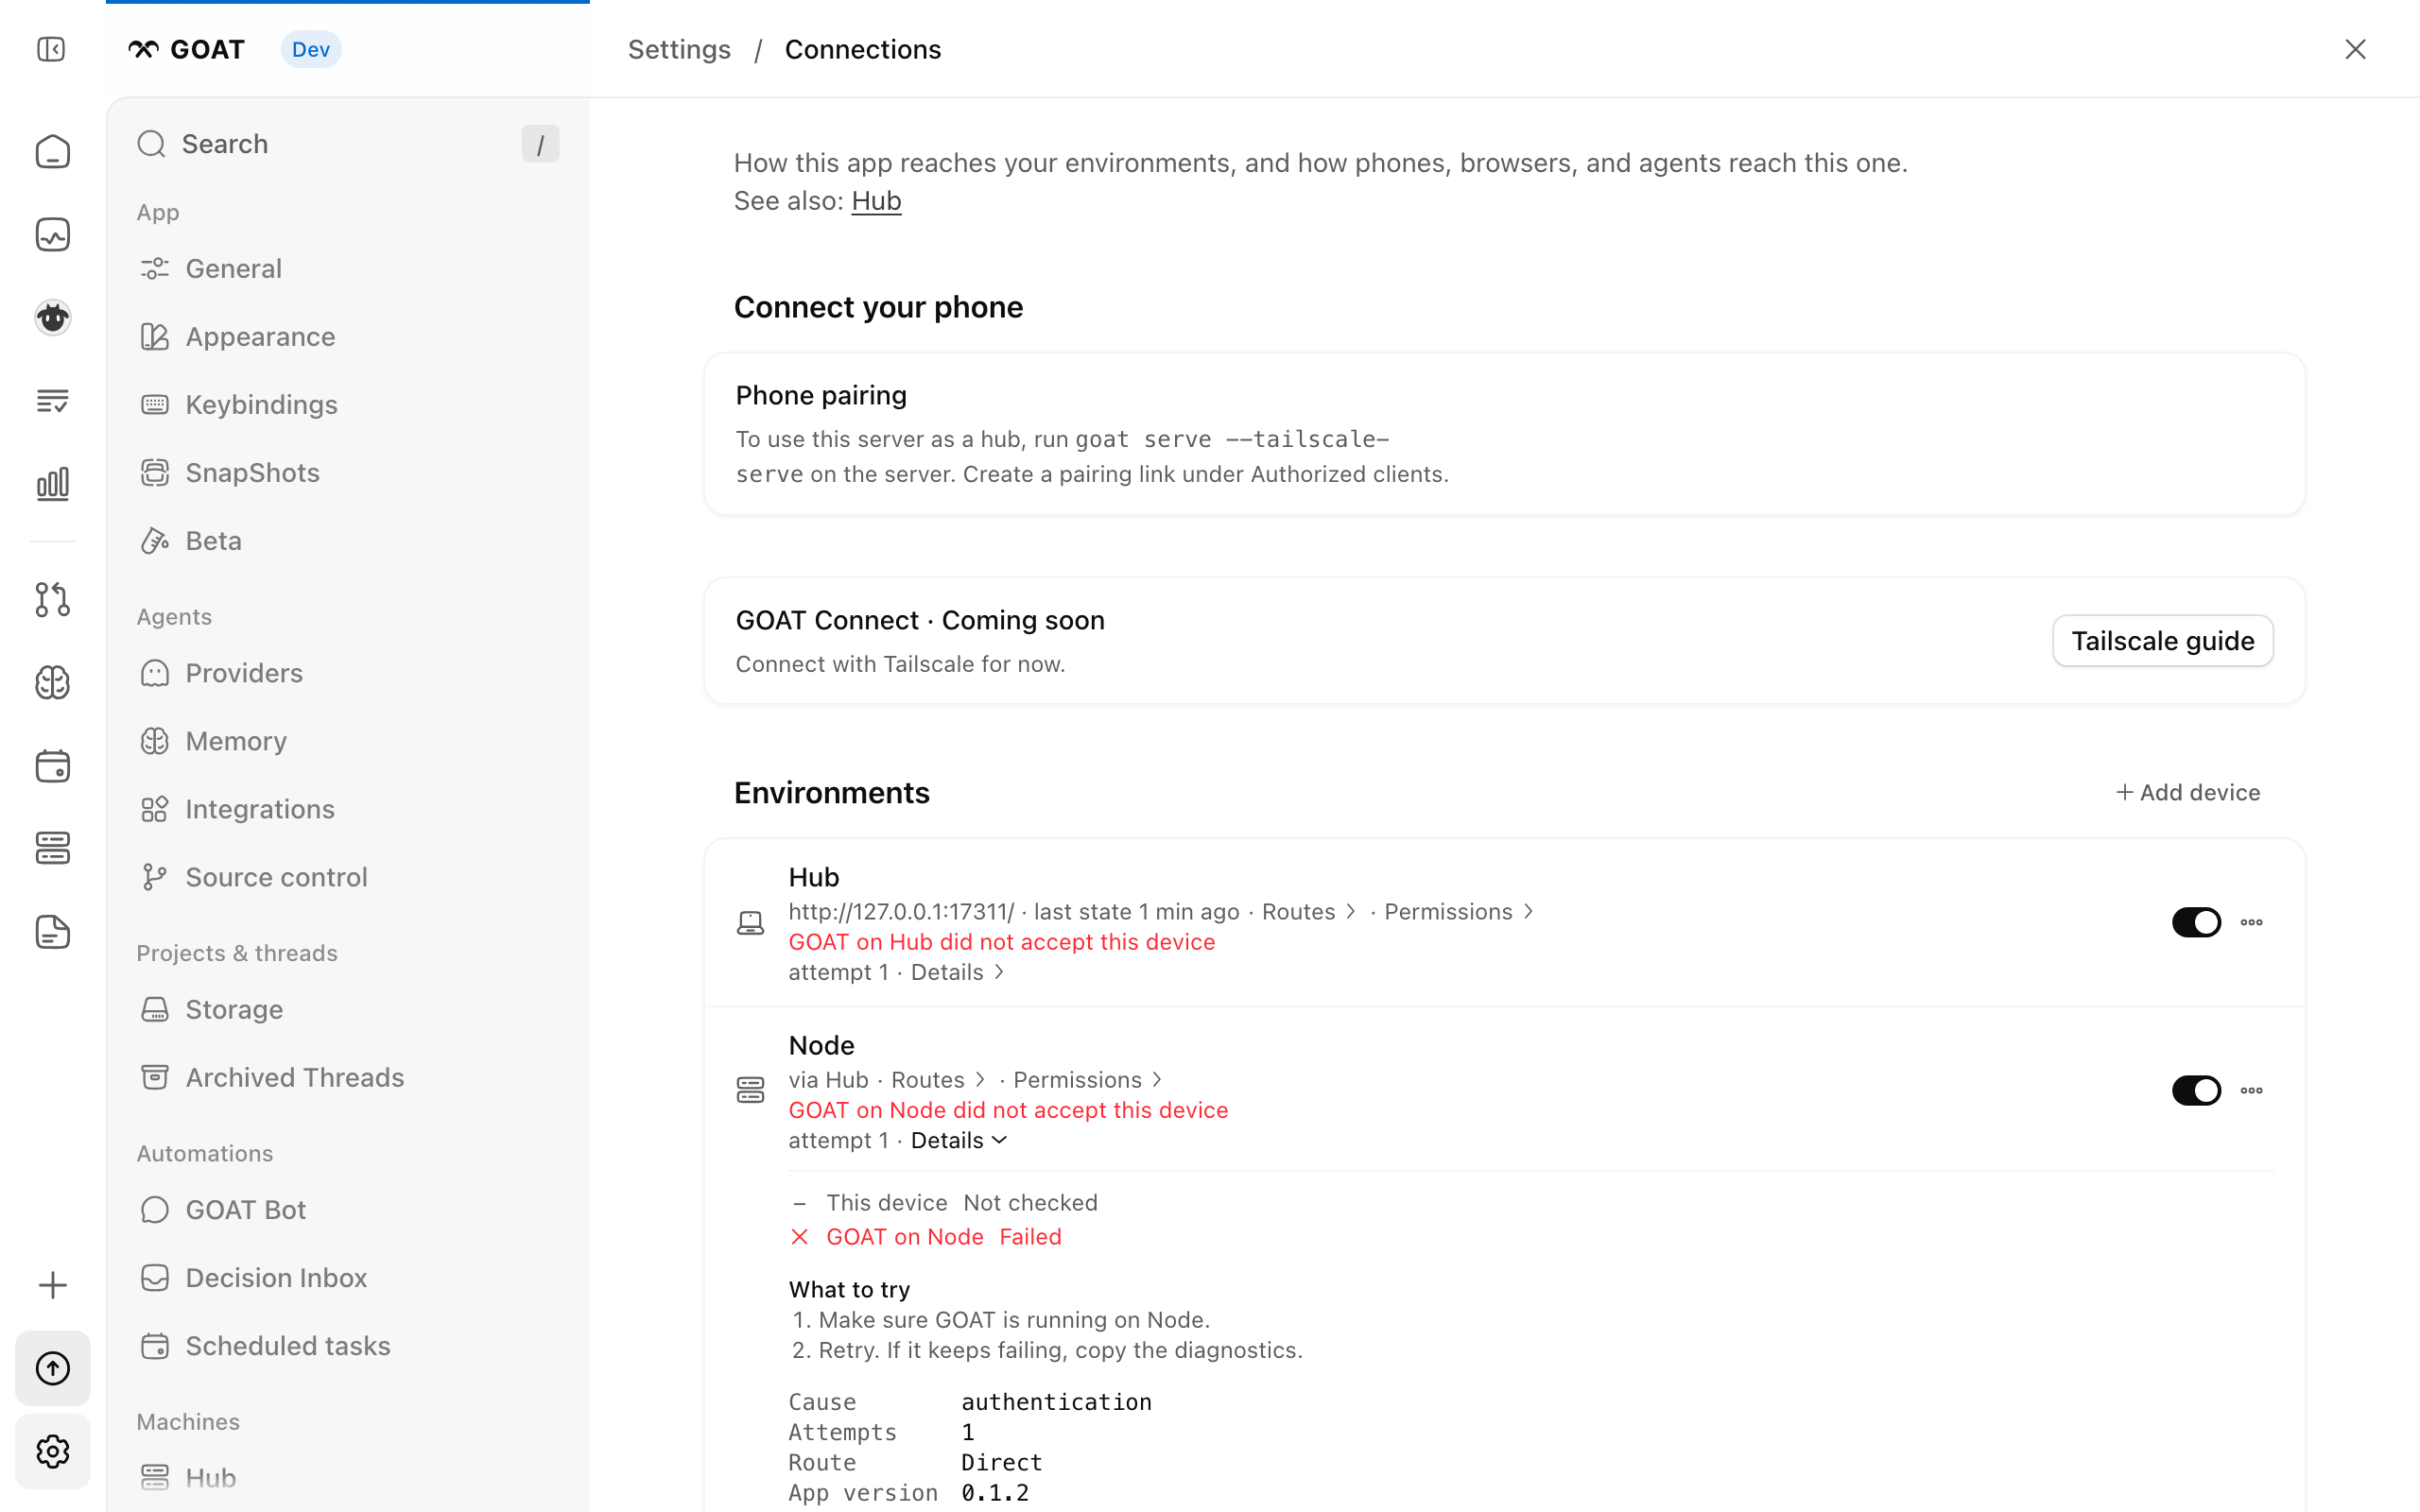 GOAT Dev
Settings / Connections
Search /
App
General
Appearance
Keybindings
SnapShots
Beta
Agents
Providers
Memory
Integrations
Source control
Projects & threads
Storage
Archived Threads
Automations
GOAT Bot
Decision Inbox
Scheduled tasks
Machines
Hub
How this app reaches your environments, and how phones, browsers, and agents reach this one.
See also: Hub
Connect your phone
Phone pairing
To use this server as a hub, run goat serve --tailscale-
serve on the server. Create a pairing link under Authorized clients.
GOAT Connect · Coming soon
Connect with Tailscale for now.
Tailscale guide
Environments
+ Add device
Hub
http://127.0.0.1:17311/ · last state 1 min ago · Routes > · Permissions >
GOAT on Hub did not accept this device
attempt 1 · Details >
Node
via Hub · Routes > · Permissions >
GOAT on Node did not accept this device
attempt 1 · Details
– This device Not checked
× GOAT on Node Failed
What to try
1. Make sure GOAT is running on Node.
2. Retry. If it keeps failing, copy the diagnostics.
Cause authentication
Attempts 1
Route Direct
App version 0.1.2